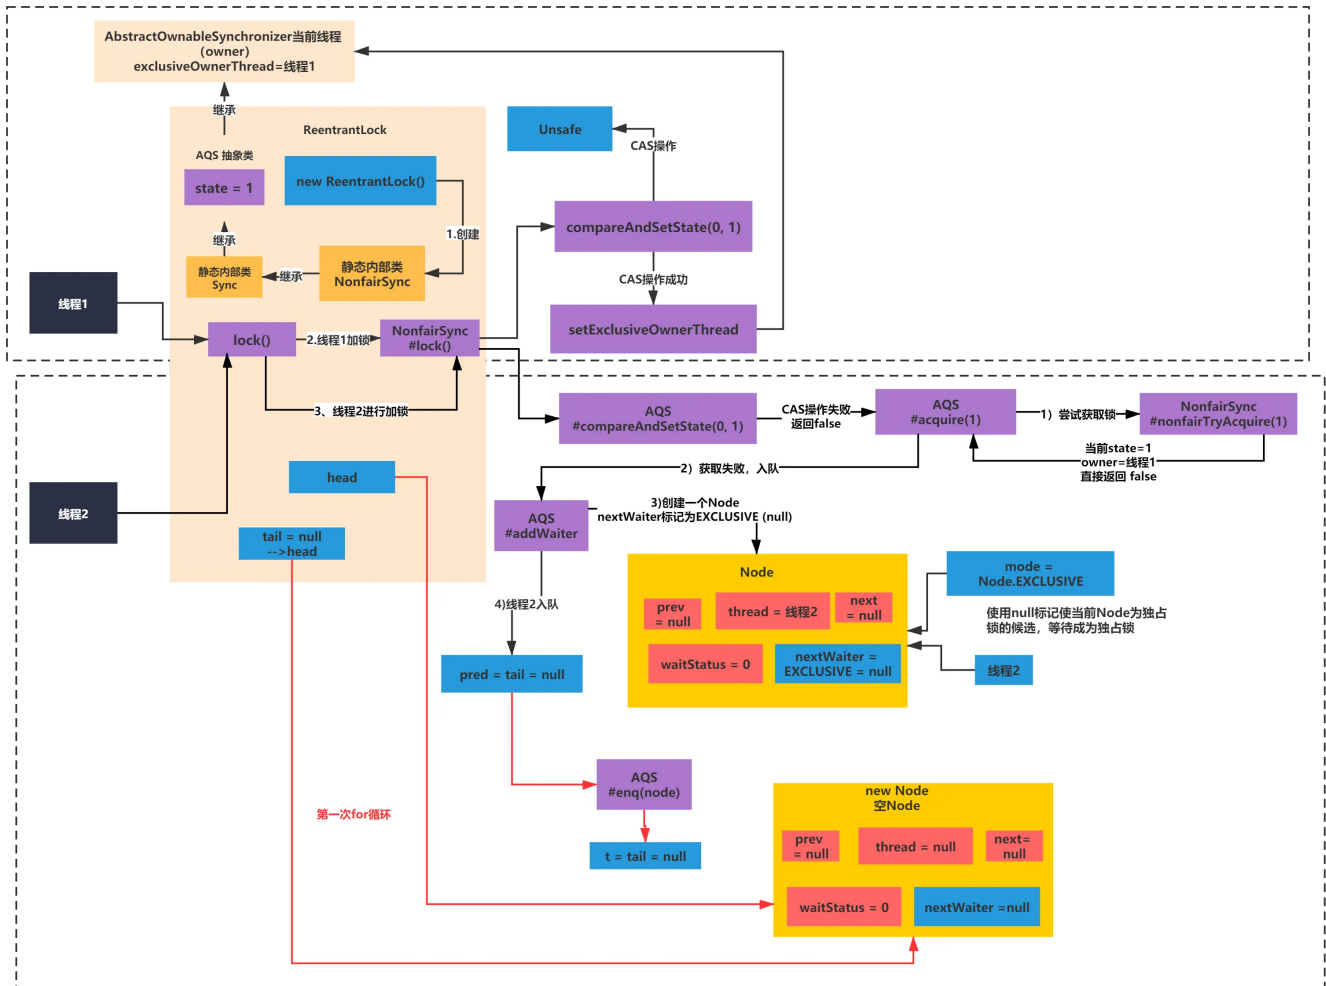 AbstractOwnableSynchronizer当前线程
（owner）
exclusiveOwnerThread=线程1
继承
ReentrantLock
AQS 抽象类
state = 1
new ReentrantLock()
Unsafe
CAS操作
compareAndSetState(0, 1)
1.创建
继承
静态内部类
Sync
继承
静态内部类
NonfairSync
CAS操作成功
setExclusiveOwnerThread
线程1
lock()
2.线程1加锁
NonfairSync
#lock()
3、线程2进行加锁
AQS
#compareAndSetState(0, 1)
CAS操作失败
返回false
AQS
#acquire(1)
1）尝试获取锁
NonfairSync
#nonfairTryAcquire(1)
当前state=1
owner=线程1
直接返回 false
2）获取失败，入队
head
线程2
tail = null
-->head
AQS
#addWaiter
3)创建一个Node
nextWaiter标记为EXCLUSIVE (null)
Node
prev
= null
thread = 线程2
next
= null
waitStatus = 0
nextWaiter =
EXCLUSIVE = null
mode =
Node.EXCLUSIVE
使用null标记使当前Node为独占
锁的候选，等待成为独占锁
线程2
4)线程2入队
pred = tail = null
AQS
#enq(node)
t = tail = null
第一次for循环
new Node
空Node
prev
= null
thread = null
next=
null
waitStatus = 0
nextWaiter =null